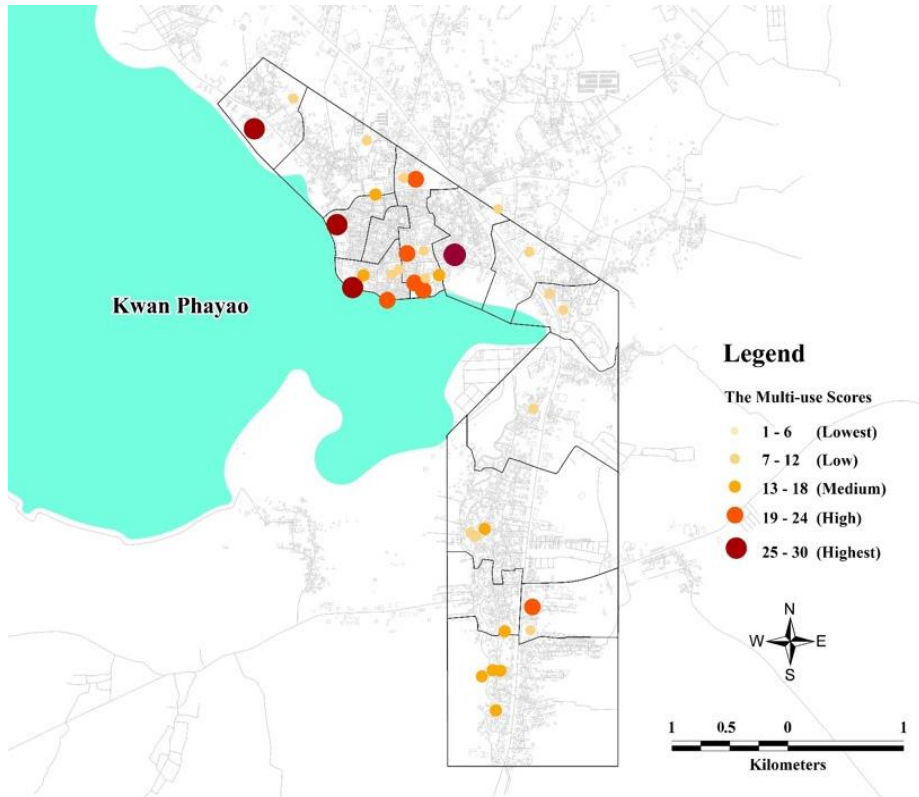 Kwan Phayao
Legend
The Multi-use Scores
1 - 6 (Lowest)
7 - 12 (Low)
13 - 18 (Medium)
19 - 24 (High)
25 - 30 (Highest)
N
W E
S
1 0.5 0 1
Kilometers